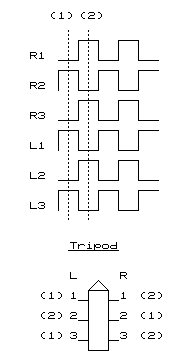 (1) (2)
R1
R2
R3
L1
L2
L3
Tripod
L R
(1) 1 1 (2)
(2) 2 2 (1)
(1) 3 3 (2)